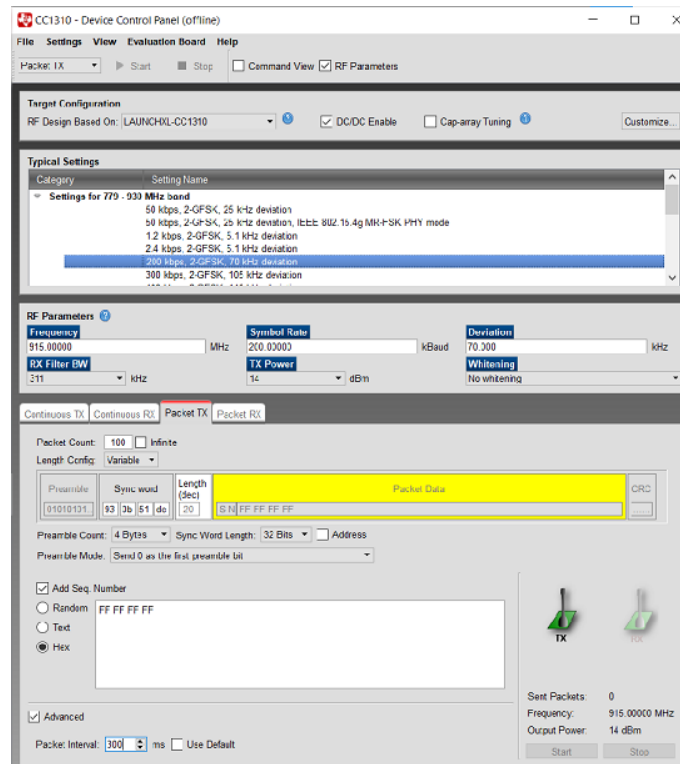 CC1310 - Device Control Panel (offline)
File Settings View Evaluation Board Help
Packet TX Start Stop Command View RF Parameters
Target Configuration
RF Design Based On: LAUNCHXL-CC1310 DC/DC Enable Cap-array Tuning Customize...
Typical Settings
Category Setting Name
Settings for 779 - 930 MHz band
50 kbps, 2-GFSK, 25 kHz deviation
50 kbps, 2-GFSK, 25 kHz deviation, IEEE 802.15.4g MR-FSK PHY mode
1.2 kbps, 2-GFSK, 5.1 kHz deviation
2.4 kbps, 2-GFSK, 5.1 kHz deviation
200 kbps, 2-GFSK, 70 kHz deviation
300 kbps, 2-GFSK, 105 kHz deviation
RF Parameters
Frequency Symbol Rate Deviation
915.00000 MHz 200.00000 kBaud 70.000 kHz
RX Filter BW TX Power Whitening
311 kHz 14 dBm No whitening
Continuous TX Continuous RX Packet TX Packet RX
Packet Count: 100 Infinite
Length Config: Variable
Preamble Sync word Length (dec) Packet Data CRC
01010101.. 93 3b 51 de 20 S N FF FF FF FF
Preamble Count: 4 Bytes Sync Word Length: 32 Bits Address
Preamble Mode: Send 0 as the first preamble bit
Add Seq. Number
Random FF FF FF FF
Text
Hex
TX RX
Sent Packets: 0
Advanced Frequency: 915.00000 MHz
Output Power: 14 dBm
Packet Interval: 300 ms Use Default Start Stop